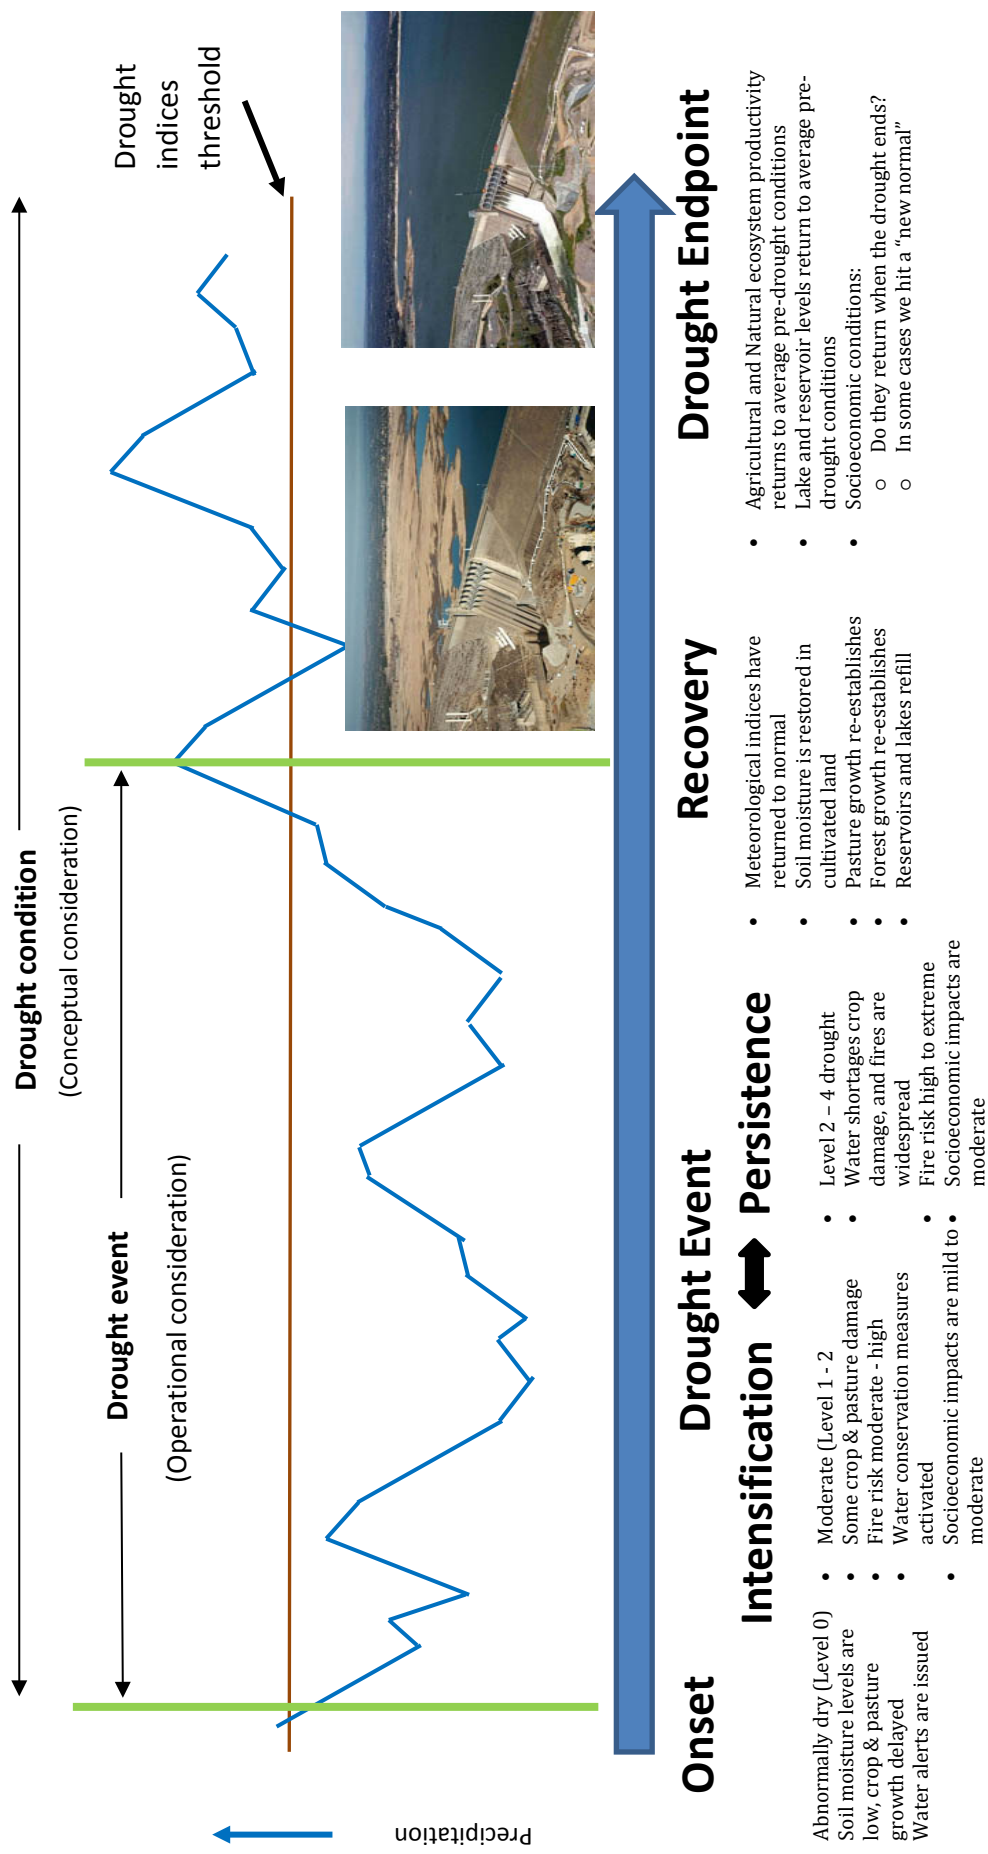 Drought condition
(Conceptual consideration)
Drought event
(Operational consideration)
Drought
indices
threshold
Precipitation
Onset
Drought Event
Recovery
Drought Endpoint
Intensification
Persistence
Abnormally dry (Level 0)
Soil moisture levels are
low, crop & pasture
growth delayed
Water alerts are issued
• Moderate (Level 1 - 2
• Some crop & pasture damage
• Fire risk moderate - high
• Water conservation measures
activated
• Socioeconomic impacts are mild to
moderate
• Level 2 – 4 drought
• Water shortages crop
damage, and fires are
widespread
• Fire risk high to extreme
• Socioeconomic impacts are
moderate
• Meteorological indices have
returned to normal
• Soil moisture is restored in
cultivated land
• Pasture growth re-establishes
• Forest growth re-establishes
• Reservoirs and lakes refill
• Agricultural and Natural ecosystem productivity
returns to average pre-drought conditions
• Lake and reservoir levels return to average pre-
drought conditions
• Socioeconomic conditions:
o Do they return when the drought ends?
o In some cases we hit a “new normal”